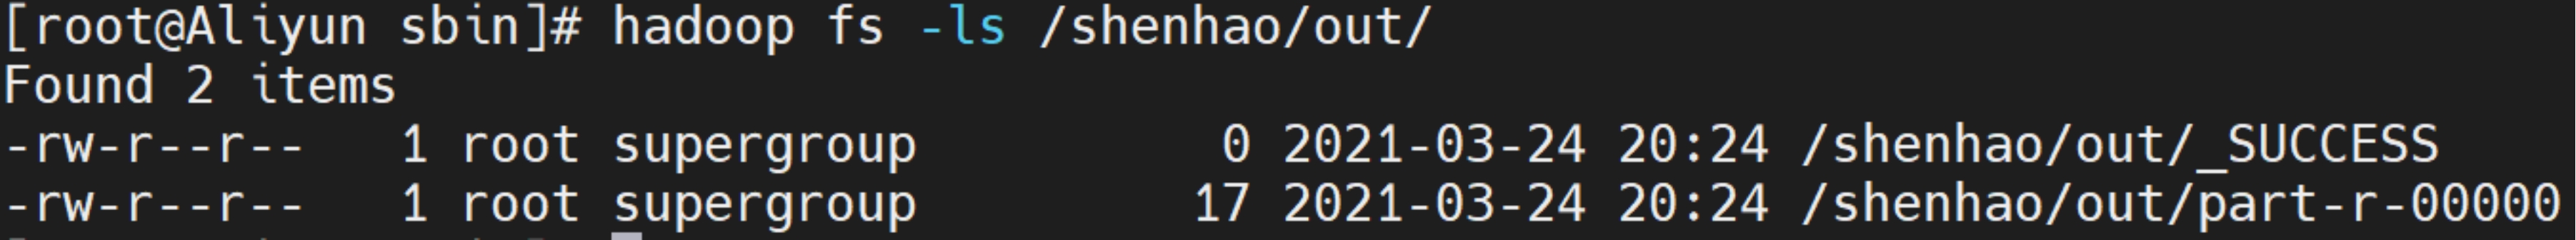 [root@Aliyun sbin]# hadoop fs -ls /shenhao/out/
Found 2 items
-rw-r--r--   1 root supergroup          0 2021-03-24 20:24 /shenhao/out/_SUCCESS
-rw-r--r--   1 root supergroup         17 2021-03-24 20:24 /shenhao/out/part-r-00000